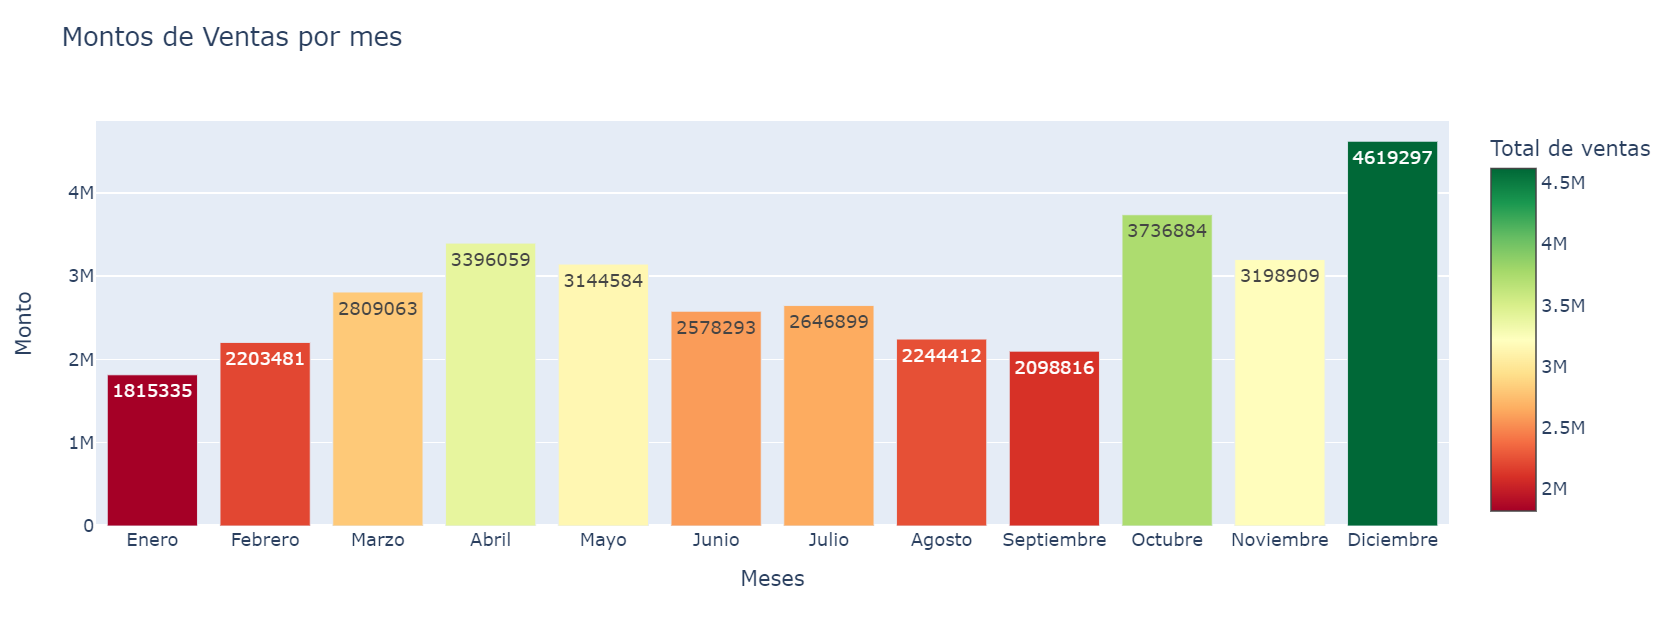 Montos de Ventas por mes
Total de ventas
4.5M
4M
3.5M
3M
2.5M
2M
Monto
4M
3M
2M
1M
0
1815335
2203481
2809063
3396059
3144584
2578293
2646899
2244412
2098816
3736884
3198909
4619297
Enero Febrero Marzo Abril Mayo Junio Julio Agosto Septiembre Octubre Noviembre Diciembre
Meses